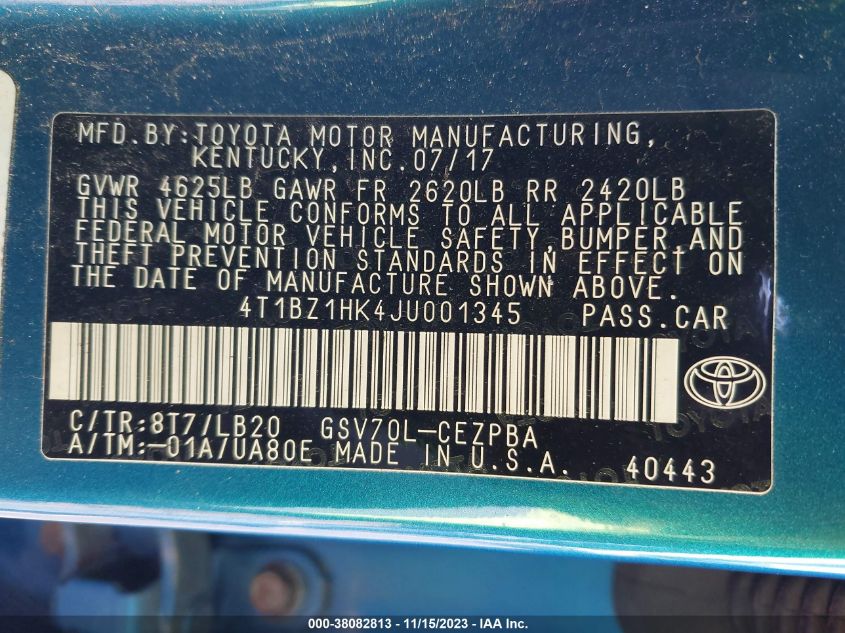 MFD.BY:TOYOTA MOTOR MANUFACTURING,
KENTUCKY,INC.07/17
GVWR 4625LB GAWR FR 2620LB RR 2420LB
THIS VEHICLE CONFORMS TO ALL APPLICABLE
FEDERAL MOTOR VEHICLE SAFETY,BUMPER,AND
THEFT PREVENTION STANDARDS IN EFFECT ON
THE DATE OF MANUFACTURE SHOWN ABOVE.
4T1BZ1HK4JU001345 PASS.CAR
C/TR:8T7/LB20 GSV70L-CEZPBA
A/TM:-01A/UA80E MADE IN U.S.A. 40443
000-38082813 - 11/15/2023 - IAA Inc.